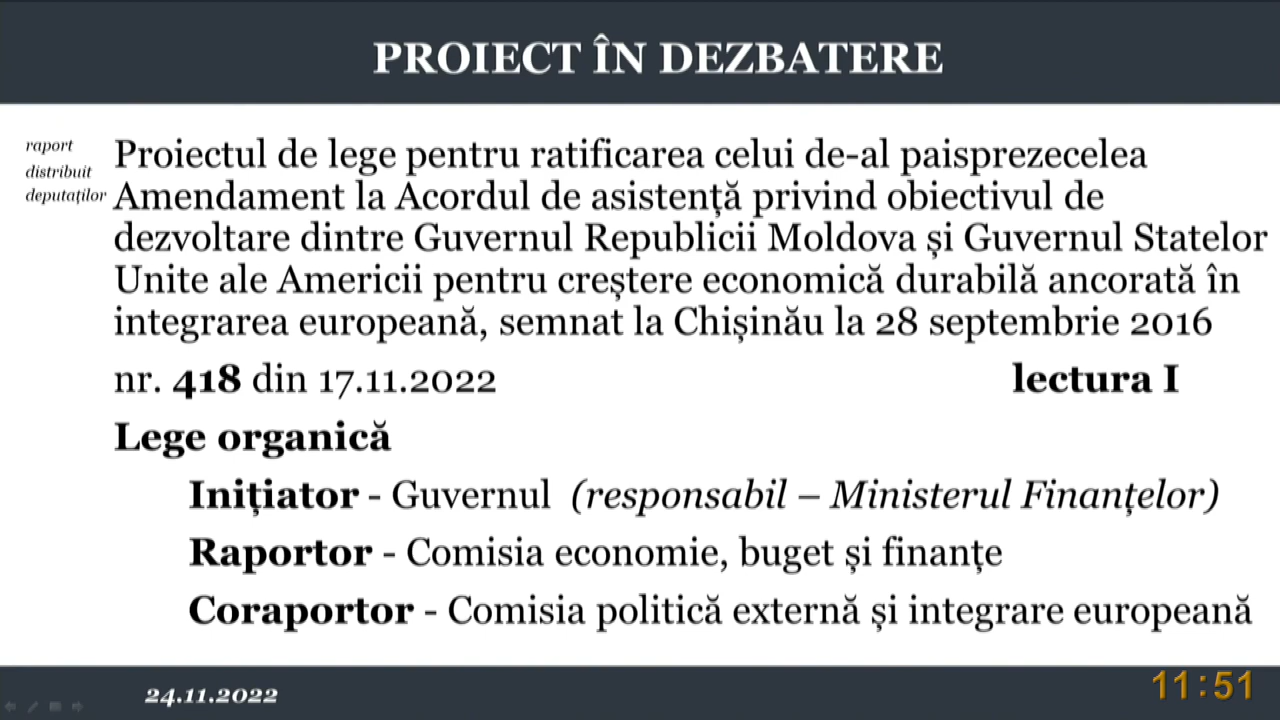 PROIECT ÎN DEZBATERE
raport
distribuit
deputaților
Proiectul de lege pentru ratificarea celui de-al paisprezecelea
Amendament la Acordul de asistență privind obiectivul de
dezvoltare dintre Guvernul Republicii Moldova și Guvernul Statelor
Unite ale Americii pentru creștere economică durabilă ancorată în
integrarea europeană, semnat la Chișinău la 28 septembrie 2016
nr. 418 din 17.11.2022 lectura I
Lege organică
Inițiator - Guvernul (responsabil – Ministerul Finanțelor)
Raportor - Comisia economie, buget și finanțe
Coraportor - Comisia politică externă și integrare europeană
24.11.2022 11:51